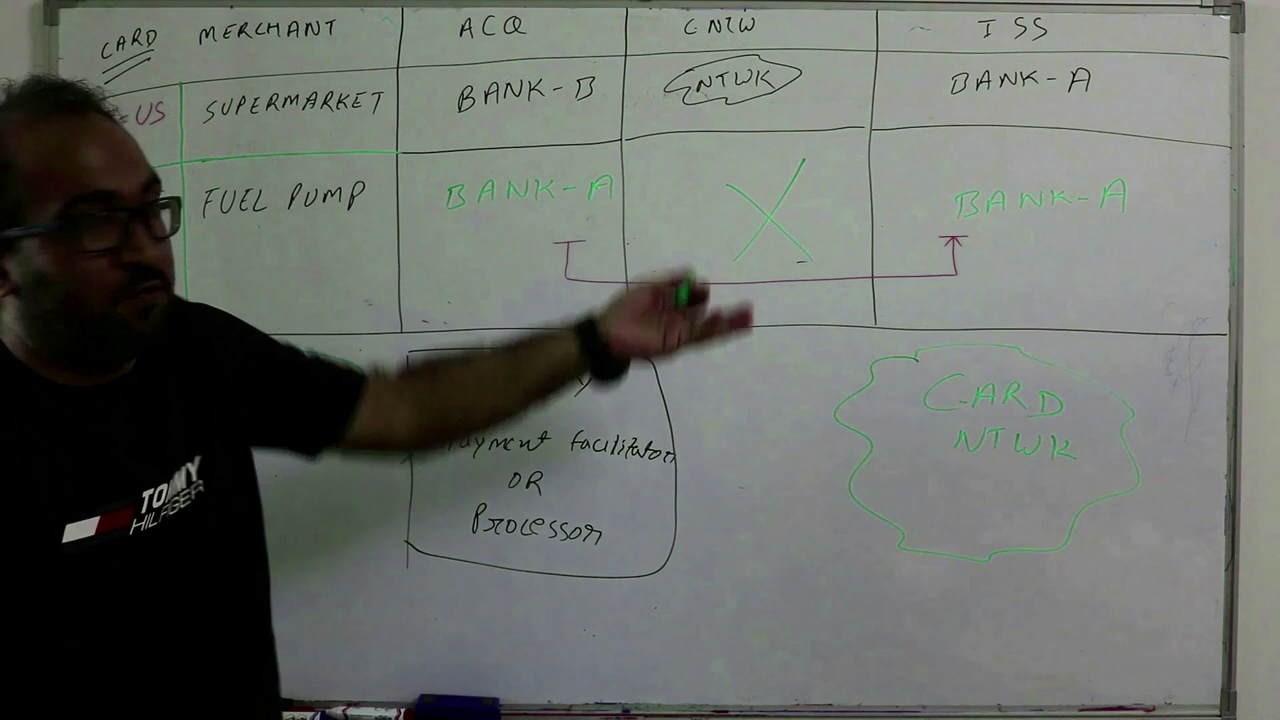 CARD MERCHANT ACQ CNTW ISS
US SUPERMARKET BANK-B NTWK BANK-A
FUEL PUMP BANK-A X BANK-A
Payment facilitator
OR
Processor
CARD
NTWK
TOMMY
HILFIGER